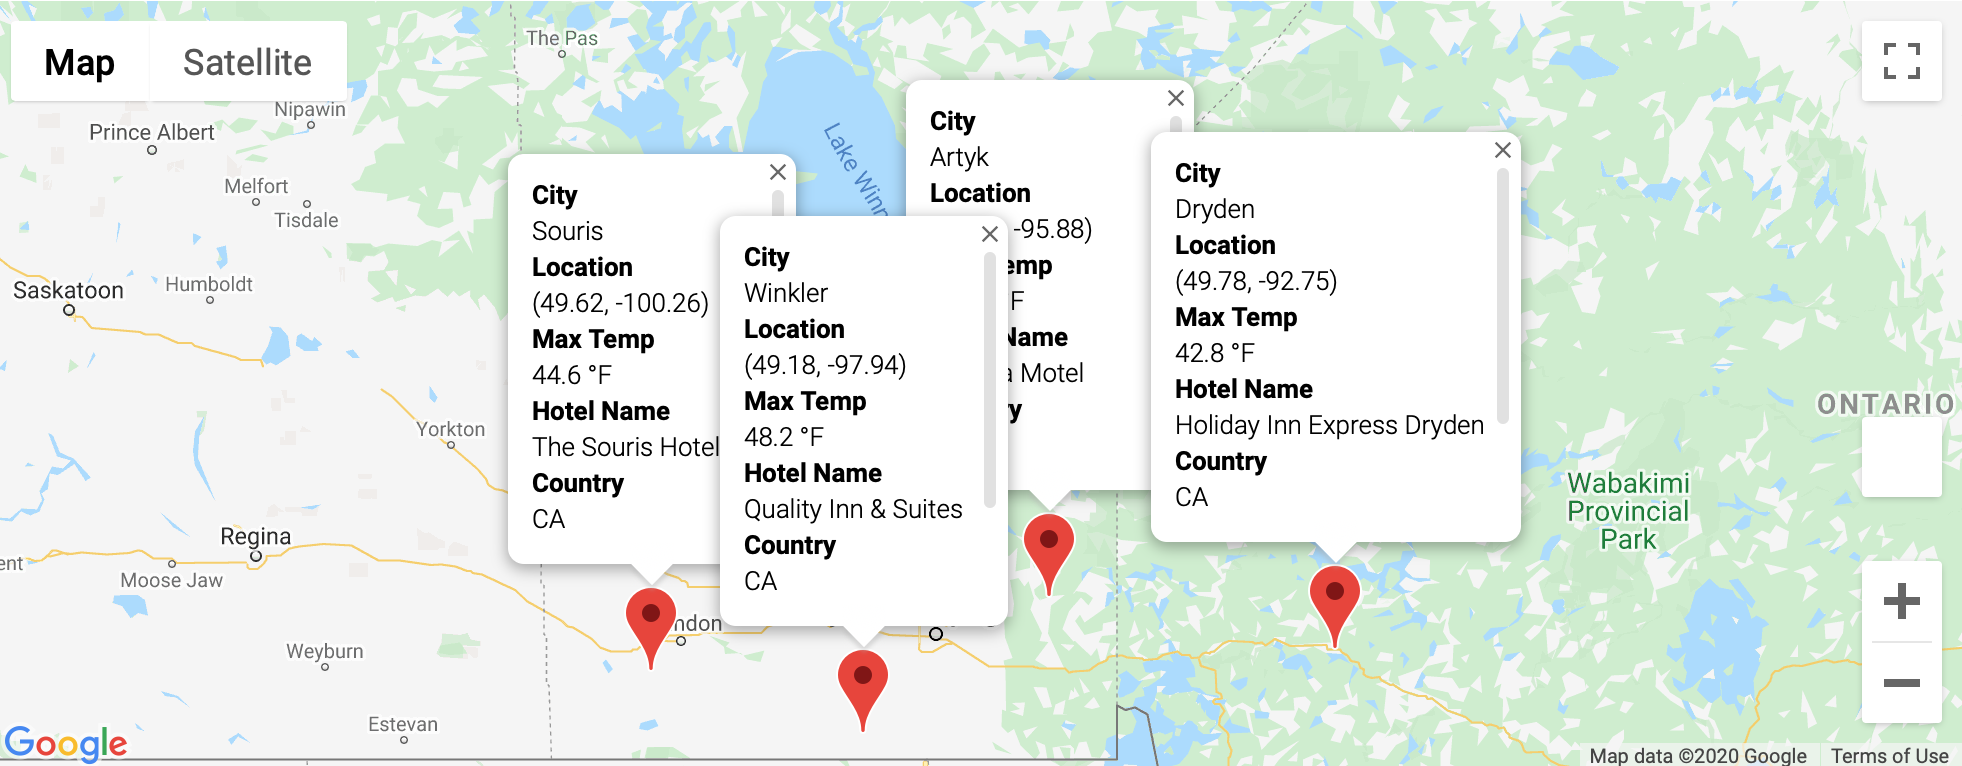 Map
Satellite
The Pas
Nipawin
Prince Albert
Melfort
Tisdale
Humboldt
Saskatoon
Yorkton
Regina
Moose Jaw
Weyburn
Estevan
Lake Winn
City
Souris
Location
(49.62, -100.26)
Max Temp
44.6 °F
Hotel Name
The Souris Hotel
Country
CA
City
Winkler
Location
(49.18, -97.94)
Max Temp
48.2 °F
Hotel Name
Quality Inn & Suites
Country
CA
City
Artyk
Location
-95.88)
emp
F
Name
a Motel
ry
City
Dryden
Location
(49.78, -92.75)
Max Temp
42.8 °F
Hotel Name
Holiday Inn Express Dryden
Country
CA
ndon
ent
ONTARIO
Wabakimi
Provincial
Park
Google
Map data ©2020 Google
Terms of Use